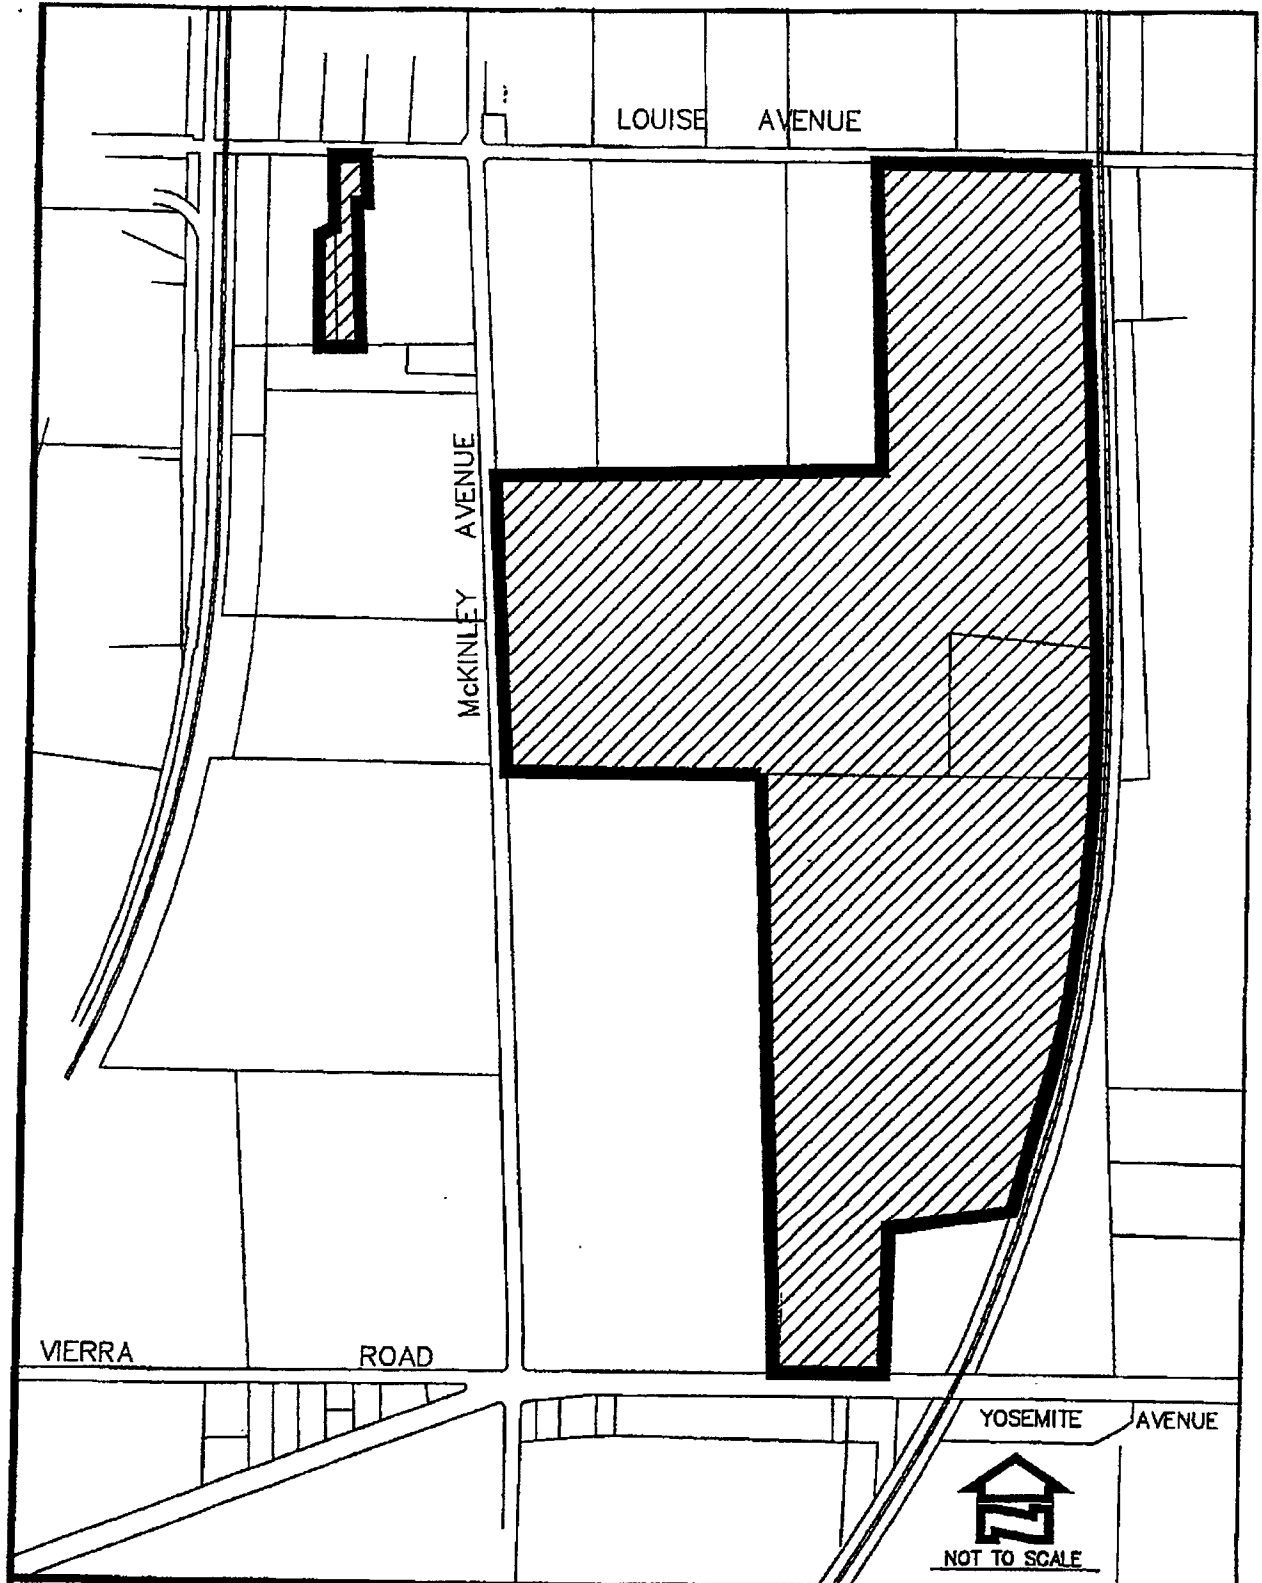 LOUISE AVENUE
McKINLEY AVENUE
VIERRA ROAD
YOSEMITE AVENUE
N
NOT TO SCALE